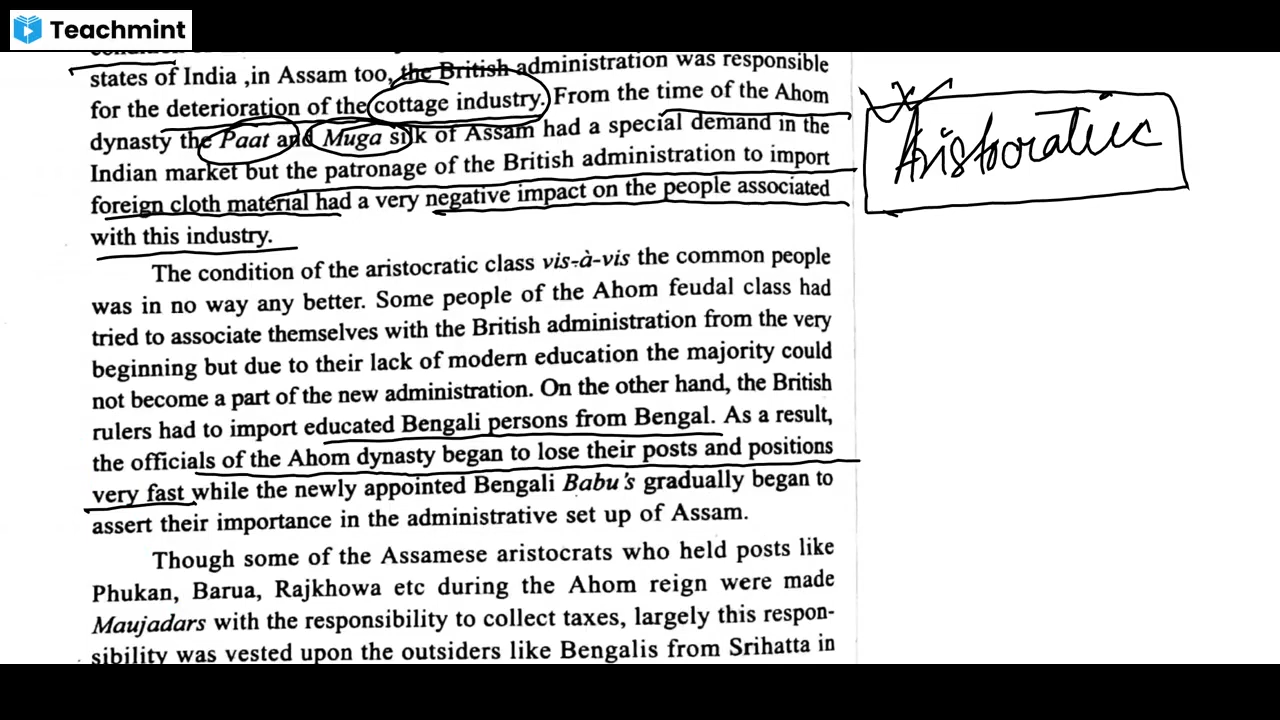 Teachmint
states of India ,in Assam too, the British administration was responsible
for the deterioration of the cottage industry. From the time of the Ahom
dynasty the Paat and Muga silk of Assam had a special demand in the
Indian market but the patronage of the British administration to import
foreign cloth material had a very negative impact on the people associated
with this industry.
Aristocratic
The condition of the aristocratic class vis-à-vis the common people
was in no way any better. Some people of the Ahom feudal class had
tried to associate themselves with the British administration from the very
beginning but due to their lack of modern education the majority could
not become a part of the new administration. On the other hand, the British
rulers had to import educated Bengali persons from Bengal. As a result,
the officials of the Ahom dynasty began to lose their posts and positions
very fast while the newly appointed Bengali Babu's gradually began to
assert their importance in the administrative set up of Assam.
Though some of the Assamese aristocrats who held posts like
Phukan, Barua, Rajkhowa etc during the Ahom reign were made
Maujadars with the responsibility to collect taxes, largely this respon-
sibility was vested upon the outsiders like Bengalis from Srihatta in